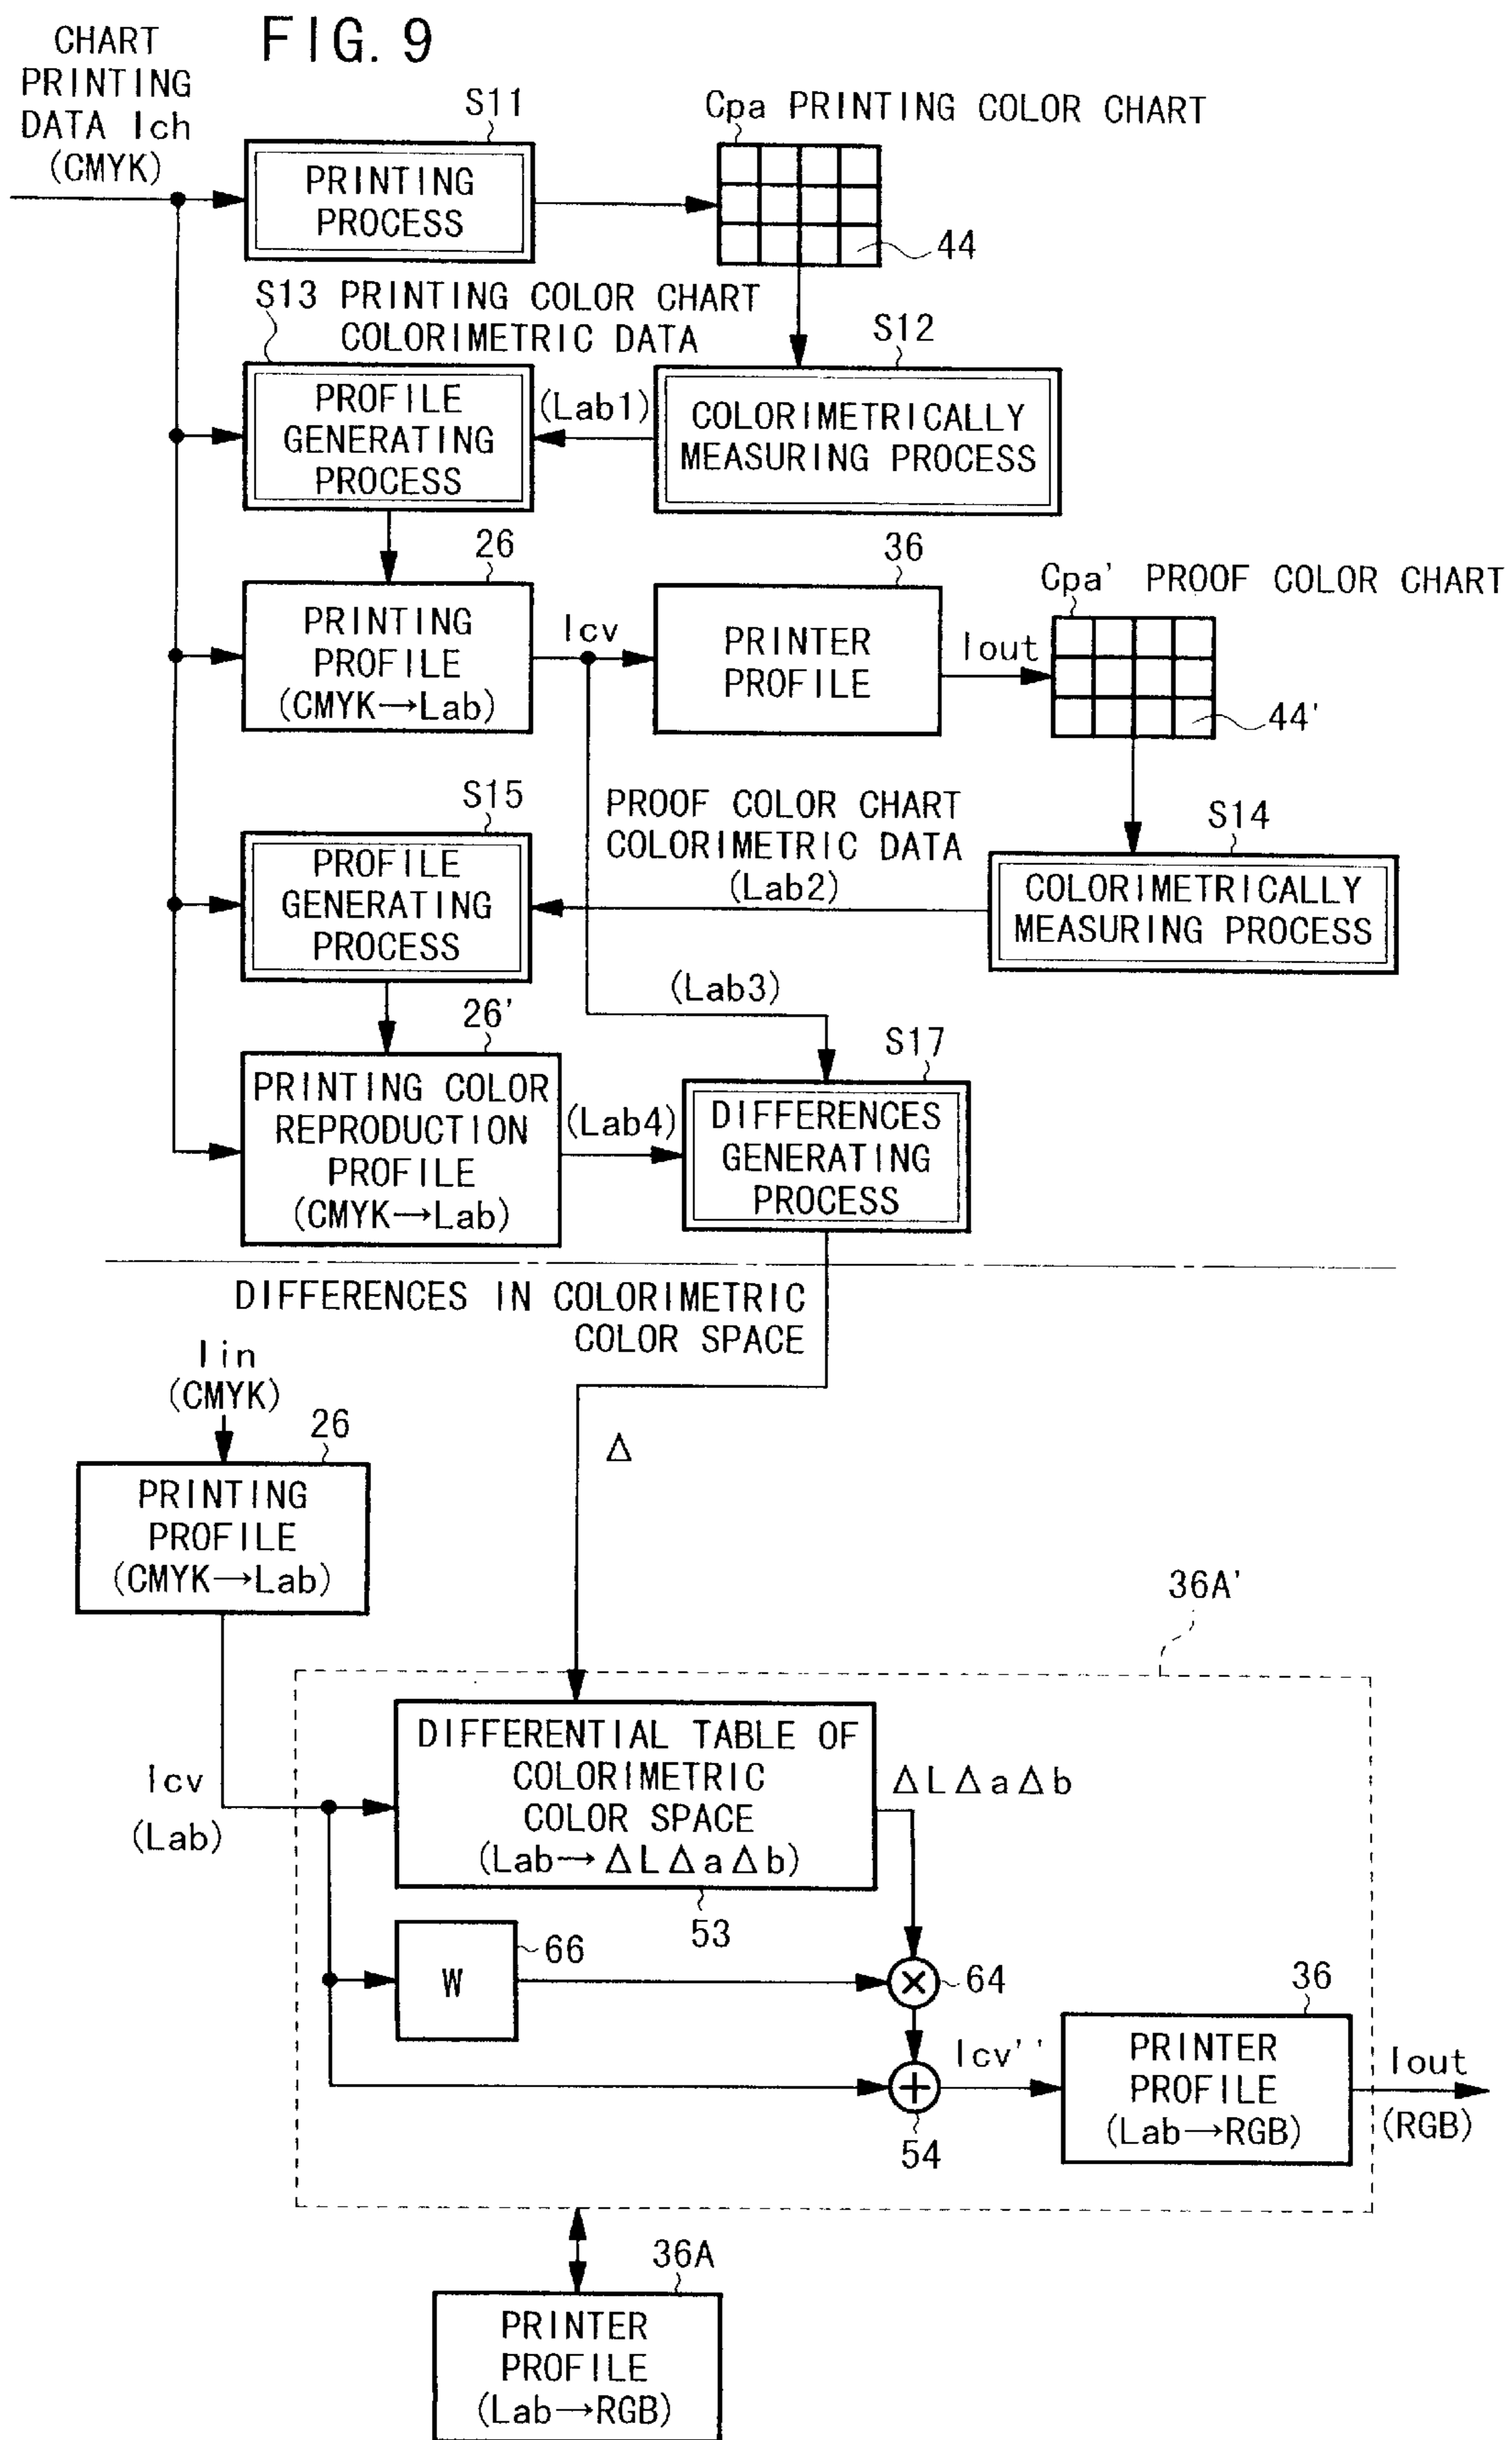 FIG. 9
CHART
PRINTING
DATA Ich
(CMYK)
S11
PRINTING
PROCESS
Cpa PRINTING COLOR CHART
44
S13 PRINTING COLOR CHART
COLORIMETRIC DATA
S12
PROFILE
GENERATING
PROCESS
(Lab1)
COLORIMETRICALLY
MEASURING PROCESS
26
PRINTING
PROFILE
(CMYK→Lab)
Icv
36
PRINTER
PROFILE
Iout
Cpa' PROOF COLOR CHART
44'
S15
PROFILE
GENERATING
PROCESS
PROOF COLOR CHART
COLORIMETRIC DATA
(Lab2)
S14
COLORIMETRICALLY
MEASURING PROCESS
(Lab3)
26'
PRINTING COLOR
REPRODUCTION
PROFILE
(CMYK→Lab)
(Lab4)
S17
DIFFERENCES
GENERATING
PROCESS
DIFFERENCES IN COLORIMETRIC
COLOR SPACE
Iin
(CMYK)
26
PRINTING
PROFILE
(CMYK→Lab)
Δ
36A'
Icv
(Lab)
DIFFERENTIAL TABLE OF
COLORIMETRIC
COLOR SPACE
(Lab→ΔLΔaΔb)
ΔLΔaΔb
53
W
66
×
64
+
54
Icv''
36
PRINTER
PROFILE
(Lab→RGB)
Iout
(RGB)
36A
PRINTER
PROFILE
(Lab→RGB)